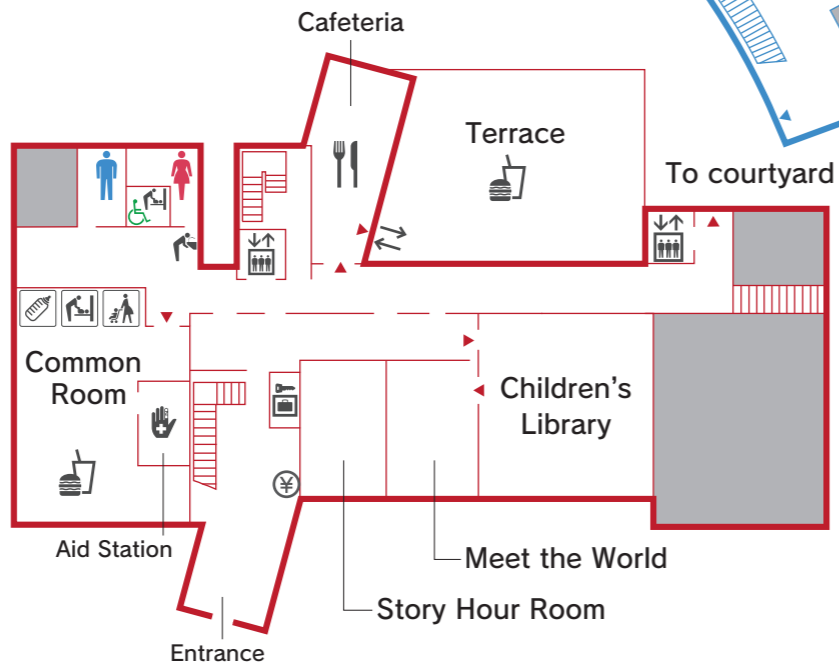 Cafeteria
Terrace
To courtyard
Common
Room
Children's
Library
¥
Aid Station
Meet the World
Story Hour Room
Entrance